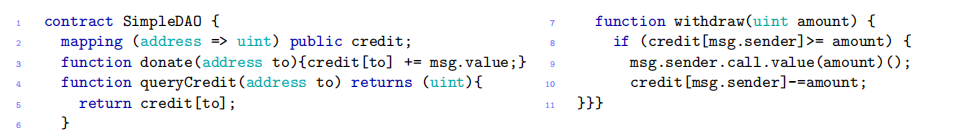 1 contract SimpleDAO {
2 mapping (address => uint) public credit;
3 function donate(address to){credit[to] += msg.value;}
4 function queryCredit(address to) returns (uint){
5 return credit[to];
6 }
7 function withdraw(uint amount) {
8 if (credit[msg.sender]>= amount) {
9 msg.sender.call.value(amount)();
10 credit[msg.sender]-=amount;
11 }}}